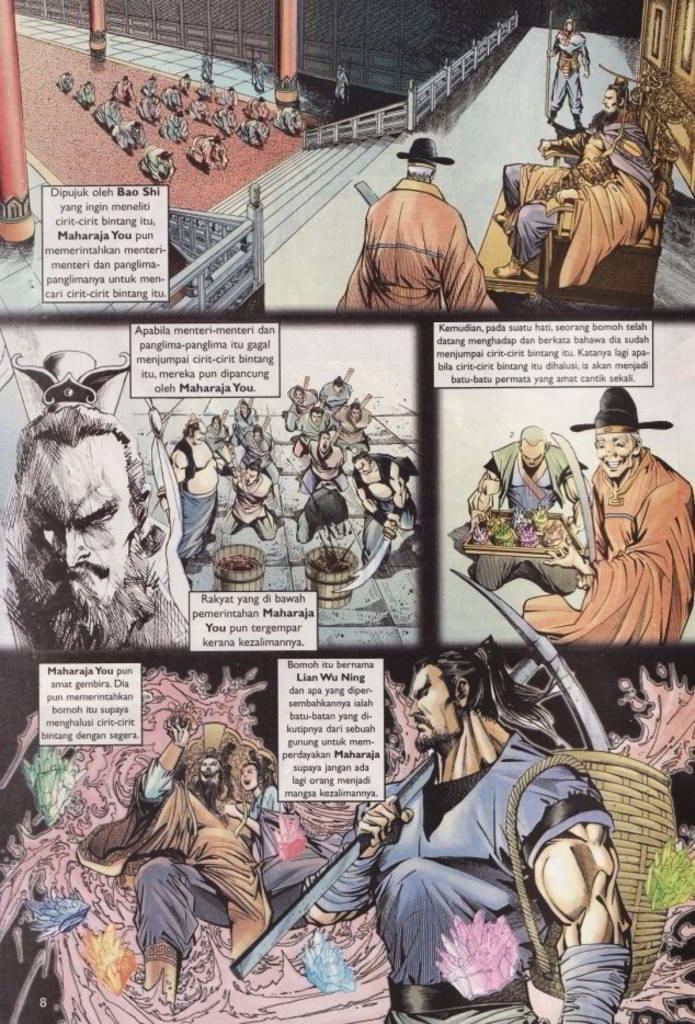 Dipujuk oleh Bao Shi
yang ingin meneliti
cirit-cirit bintang itu,
Maharaja You pun
memerintahkan menteri-
menteri dan panglima-
panglimanya untuk men-
cari cirit-cirit bintang itu.
Apabila menteri-menteri dan
panglima-panglima itu gagal
menjumpai cirit-cirit bintang
itu, mereka pun dipancung
oleh Maharaja You.
Rakyat yang di bawah
pemerintahan Maharaja
You pun tergempar
kerana kezalimannya.
Kemudian, pada suatu hati, seorang bomoh telah
datang menghadap dan berkata bahawa dia sudah
menjumpai cirit-cirit bintang itu. Katanya lagi apa-
bila cirit-cirit bintang itu dihalusi, ia akan menjadi
batu-batu permata yang amat cantik sekali.
Maharaja You pun
amat gembira. Dia
pun memerintahkan
bomoh itu supaya
menghalusi cirit-cirit
bintang dengan segera.
Bomoh itu bernama
Lian Wu Ning
dan apa yang diper-
sembahkannya ialah
batu-batan yang di-
kutipnya dari sebuah
gunung untuk mem-
perdayakan Maharaja
supaya jangan ada
lagi orang menjadi
mangsa kezalimannya.
8